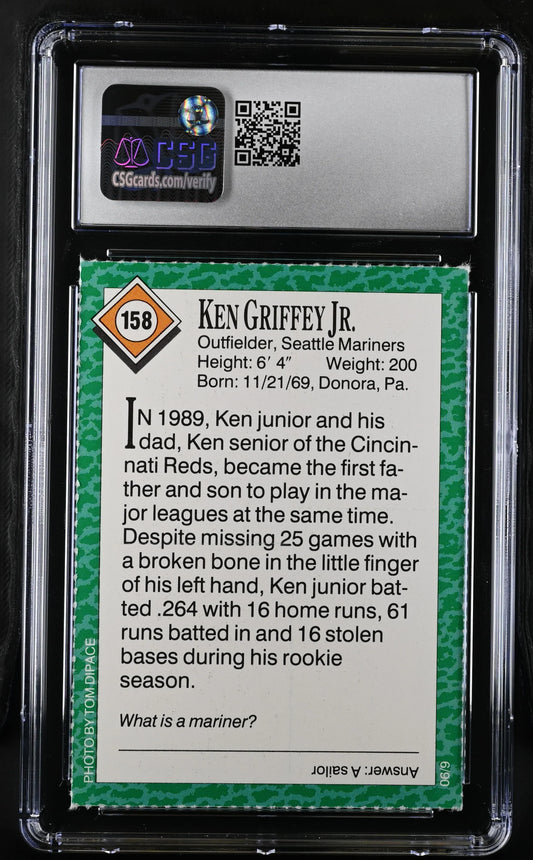 CSG
CSGcards.com/verify
158
KEN GRIFFEY JR.
Outfielder, Seattle Mariners
Height: 6′ 4″ Weight: 200
Born: 11/21/69, Donora, Pa.
IN 1989, Ken junior and his
dad, Ken senior of the Cincin-
nati Reds, became the first fa-
ther and son to play in the ma-
jor leagues at the same time.
Despite missing 25 games with
a broken bone in the little finger
of his left hand, Ken junior bat-
ted .264 with 16 home runs, 61
runs batted in and 16 stolen
bases during his rookie
season.
What is a mariner?
Answer: A sailor
PHOTO BY TOM DIPACE
06/9